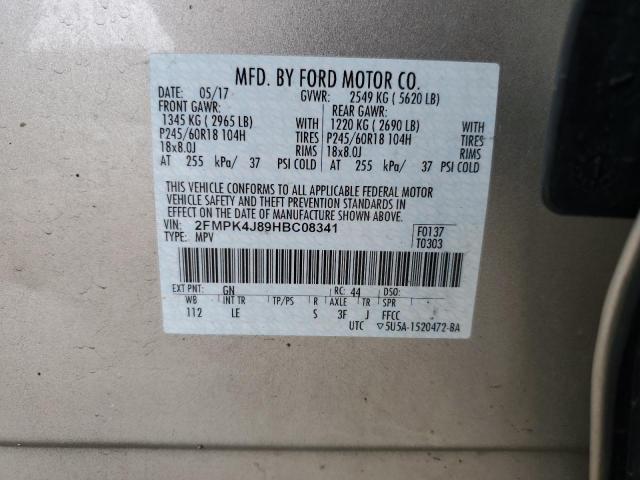 MFD. BY FORD MOTOR CO.
DATE: 05/17 GVWR: 2549 KG ( 5620 LB)
FRONT GAWR: REAR GAWR:
1345 KG ( 2965 LB) WITH 1220 KG ( 2690 LB) WITH
P245/60R18 104H TIRES P245/60R18 104H TIRES
18x8.0J RIMS 18x8.0J RIMS
AT 255 kPa/ 37 PSI COLD AT 255 kPa/ 37 PSI COLD
THIS VEHICLE CONFORMS TO ALL APPLICABLE FEDERAL MOTOR
VEHICLE SAFETY AND THEFT PREVENTION STANDARDS IN
EFFECT ON THE DATE OF MANUFACTURE SHOWN ABOVE.
VIN: 2FMPK4J89HBC08341 F0137
TYPE: MPV T0303
EXT PNT: GN RC: 44 DSO:
WB INT TR TP/PS R AXLE TR SPR
112 LE S 3F J FFCC
UTC ▽5U5A-1520472-BA